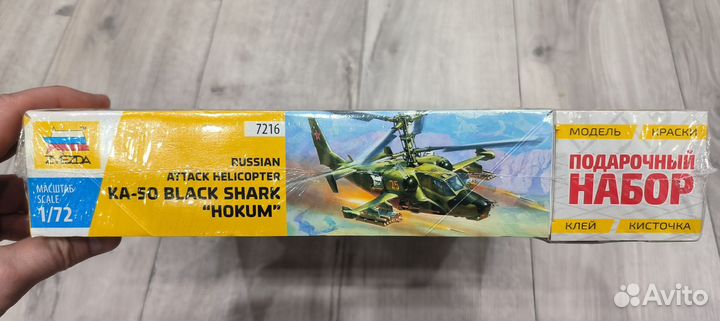 ZVEZDA
МАСШТАБ
SCALE
1/72
7216
RUSSIAN
ATTACK HELICOPTER
KA-50 BLACK SHARK
"HOKUM"
МОДЕЛЬ
КРАСКИ
ПОДАРОЧНЫЙ
НАБОР
КЛЕЙ
КИСТОЧКА
Avito